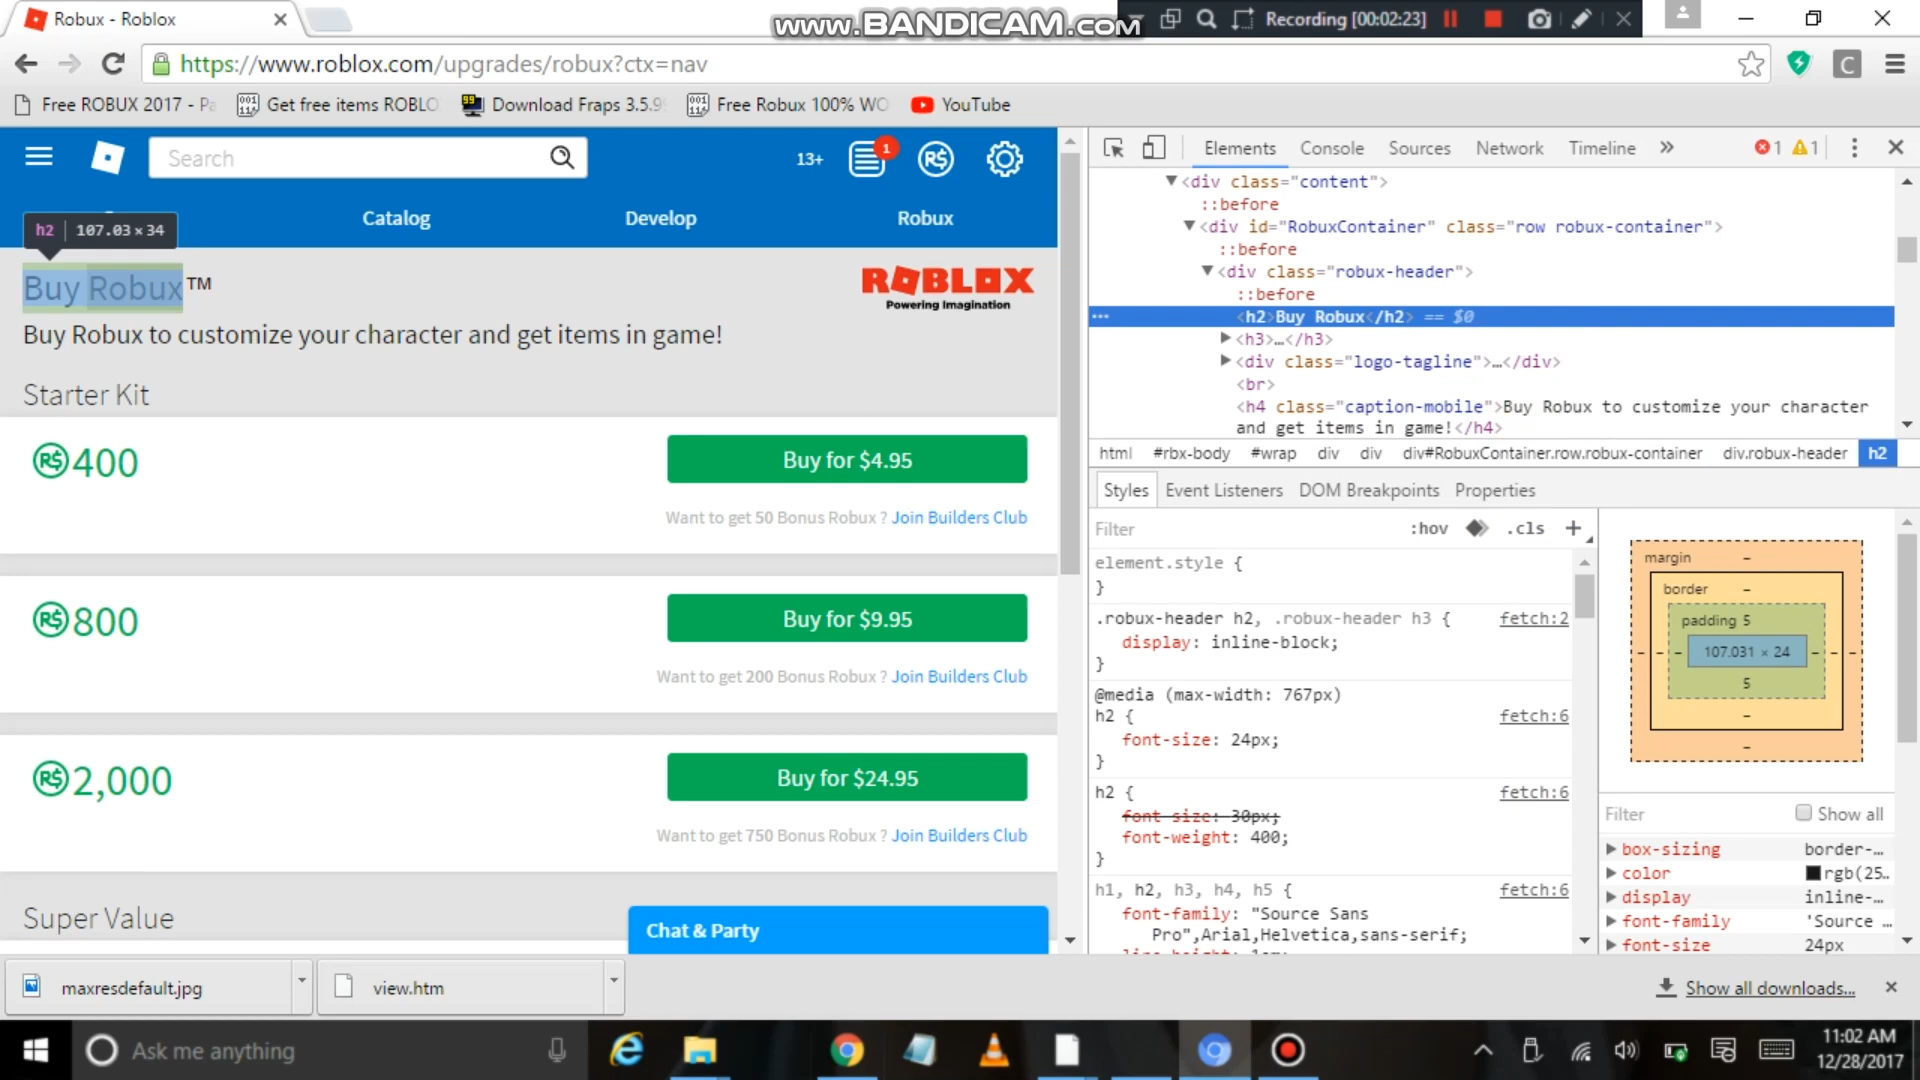 Robux - Roblox
www.BANDICAM.com
Recording [00:02:23]
https://www.roblox.com/upgrades/robux?ctx=nav
C
Free ROBUX 2017 - Pa
Get free items ROBLO
Download Fraps 3.5.9
Free Robux 100% WO
YouTube
Search
13+
1
R$
Catalog
Develop
Robux
h2 107.03 × 34
Buy Robux™
ROBLOX
Powering Imagination
Buy Robux to customize your character and get items in game!
Starter Kit
R$ 400
Buy for $4.95
Want to get 50 Bonus Robux ? Join Builders Club
R$ 800
Buy for $9.95
Want to get 200 Bonus Robux ? Join Builders Club
R$ 2,000
Buy for $24.95
Want to get 750 Bonus Robux ? Join Builders Club
Super Value
Chat & Party
Elements Console Sources Network Timeline » 1 1
<div class="content">
::before
<div id="RobuxContainer" class="row robux-container">
::before
<div class="robux-header">
::before
<h2>Buy Robux</h2> == $0
<h3>…</h3>
<div class="logo-tagline">…</div>
<br>
<h4 class="caption-mobile">Buy Robux to customize your character
and get items in game!</h4>
html #rbx-body #wrap div div div#RobuxContainer.row.robux-container div.robux-header h2
Styles Event Listeners DOM Breakpoints Properties
Filter :hov .cls +
element.style {
}
.robux-header h2, .robux-header h3 { fetch:2
display: inline-block;
}
@media (max-width: 767px)
h2 { fetch:6
font-size: 24px;
}
h2 { fetch:6
font-size: 30px;
font-weight: 400;
}
h1, h2, h3, h4, h5 { fetch:6
font-family: "Source Sans
Pro",Arial,Helvetica,sans-serif;
margin –
border –
padding 5
– – – 107.031 × 24 – – –
5
–
–
Filter Show all
box-sizing border-…
color rgb(25…
display inline-…
font-family 'Source …
font-size 24px
maxresdefault.jpg
view.htm
Show all downloads...
Ask me anything
99
11:02 AM
12/28/2017